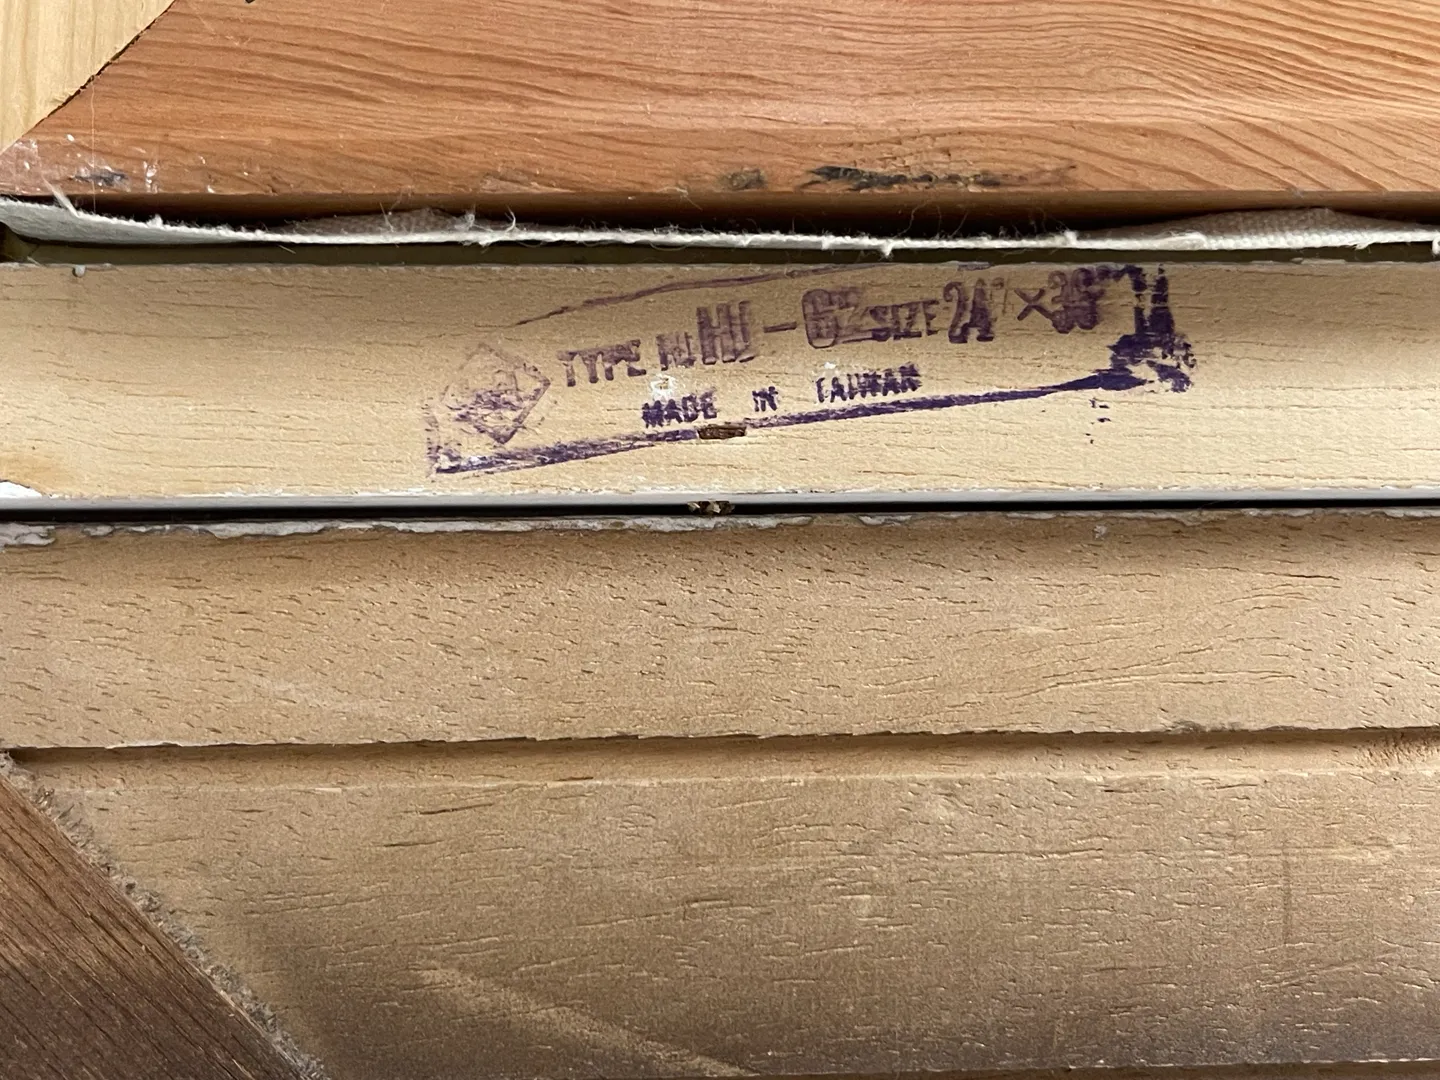 TYPE NO HU-62 SIZE 24" × 36"
MADE IN TAIWAN